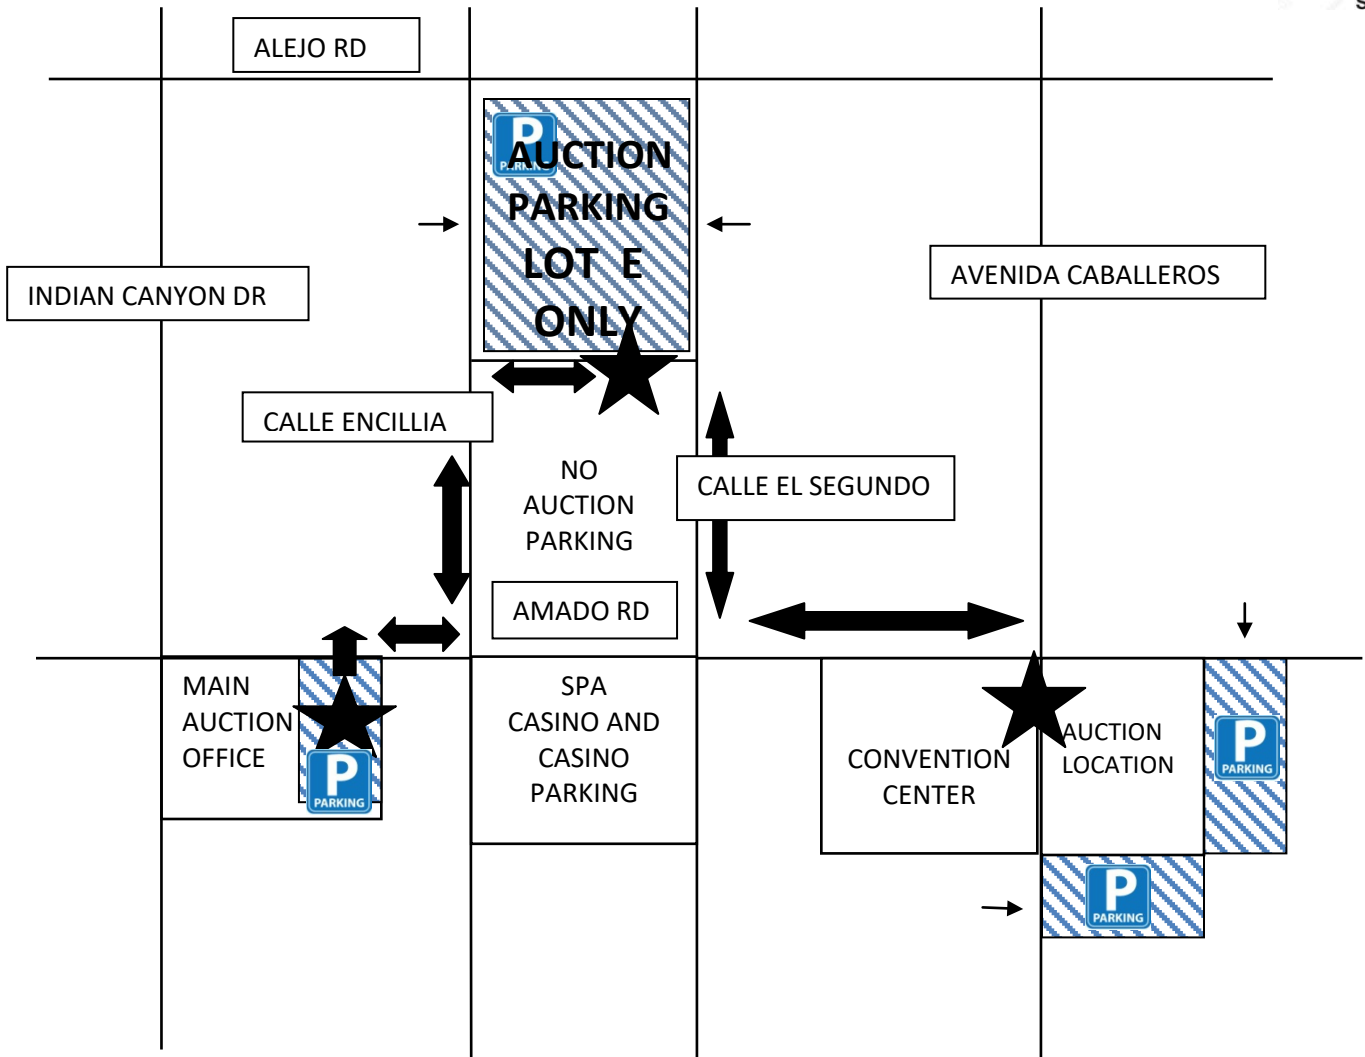 ALEJO RD
P
PARKING
AUCTION
PARKING
LOT E
ONLY
INDIAN CANYON DR
AVENIDA CABALLEROS
CALLE ENCILLIA
NO
AUCTION
PARKING
CALLE EL SEGUNDO
AMADO RD
MAIN
AUCTION
OFFICE
P
PARKING
SPA
CASINO AND
CASINO
PARKING
CONVENTION
CENTER
AUCTION
LOCATION
P
PARKING
P
PARKING